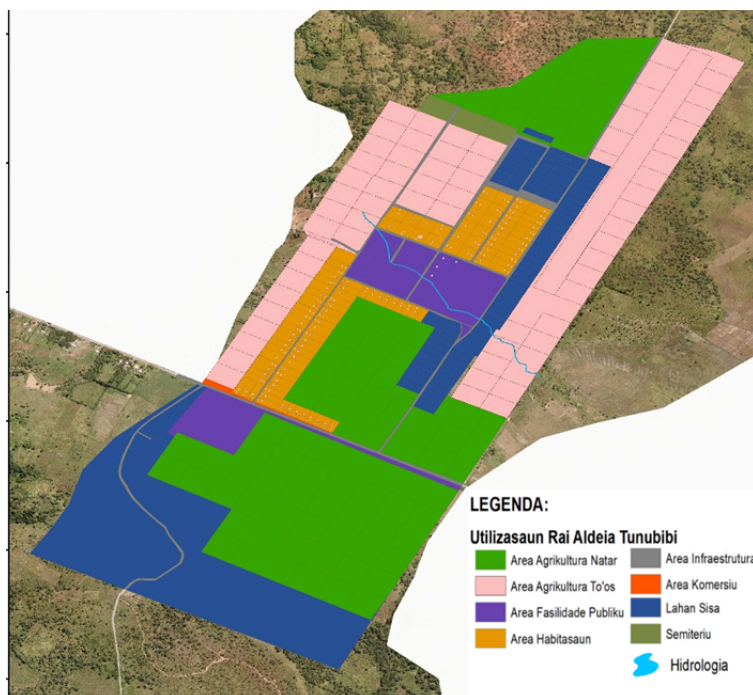 LEGENDA:
Utilizasaun Rai Aldeia Tunubibi
Area Agrikultura Natar
Area Agrikultura To'os
Area Fasilidade Publiku
Area Habitasaun
Area Infraestrutura
Area Komersiu
Lahan Sisa
Semiteriu
Hidrologia